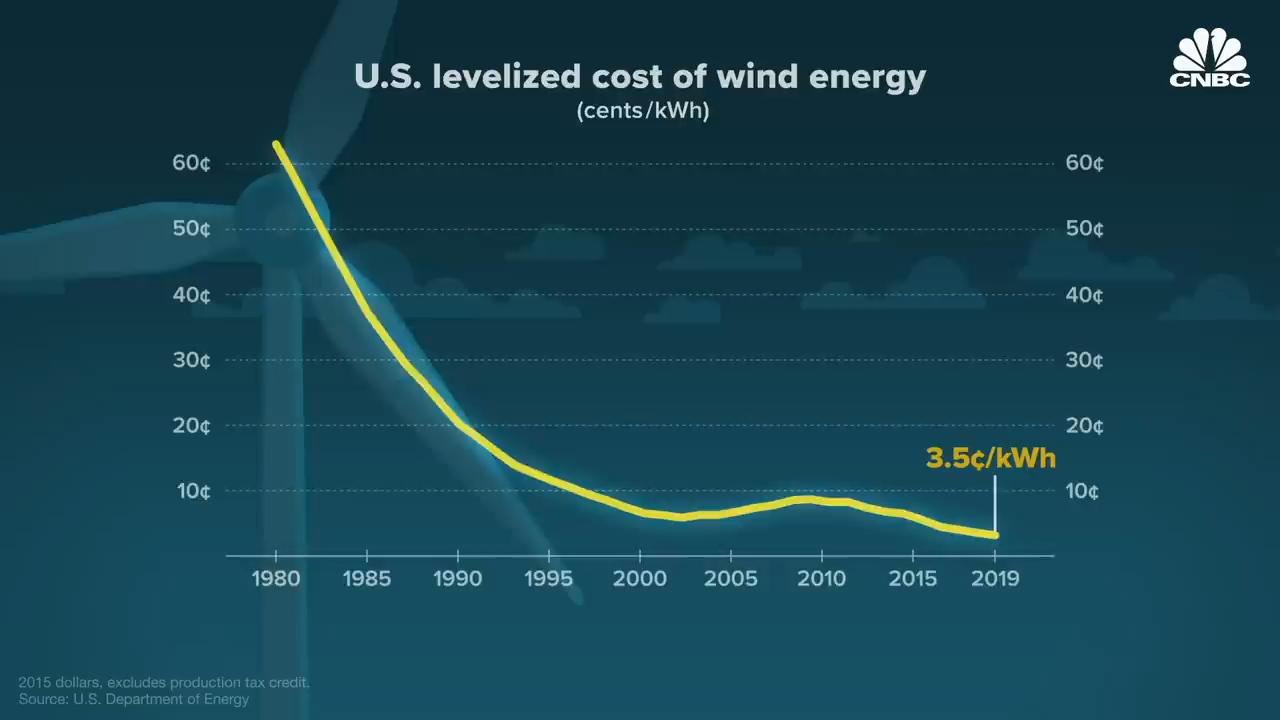 CNBC
U.S. levelized cost of wind energy
(cents/kWh)
60¢ 60¢
50¢ 50¢
40¢ 40¢
30¢ 30¢
20¢ 20¢
3.5¢/kWh
10¢ 10¢
1980 1985 1990 1995 2000 2005 2010 2015 2019
2015 dollars, excludes production tax credit.
Source: U.S. Department of Energy